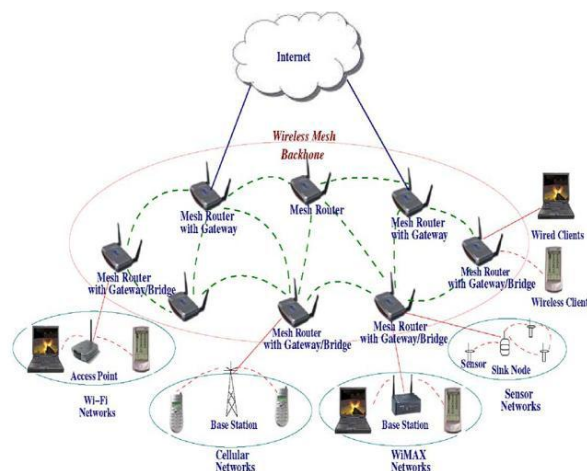 Internet
Wireless Mesh
Backbone
Mesh Router
with Gateway
Mesh Router
Mesh Router
with Gateway
Wired Clients
Mesh Router
with Gateway/Bridge
Mesh Router
with Gateway/Bridge
Wireless Client
Mesh Router
with Gateway/Bridge
Mesh Router
with Gateway/Bridge
Access Point
Wi-Fi
Networks
Base Station
Cellular
Networks
Base Station
WiMAX
Networks
Sensor
Sink Node
Sensor
Networks